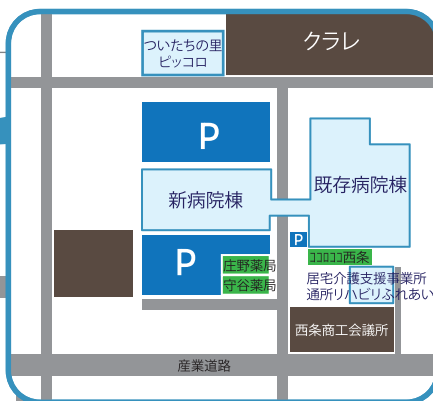 ついたちの里
ピッコロ
クラレ
P
新病院棟
既存病院棟
P
P
庄野薬局
守谷薬局
ココロココ西条
居宅介護支援事業所
通所リハビリふれあい
西条商工会議所
産業道路